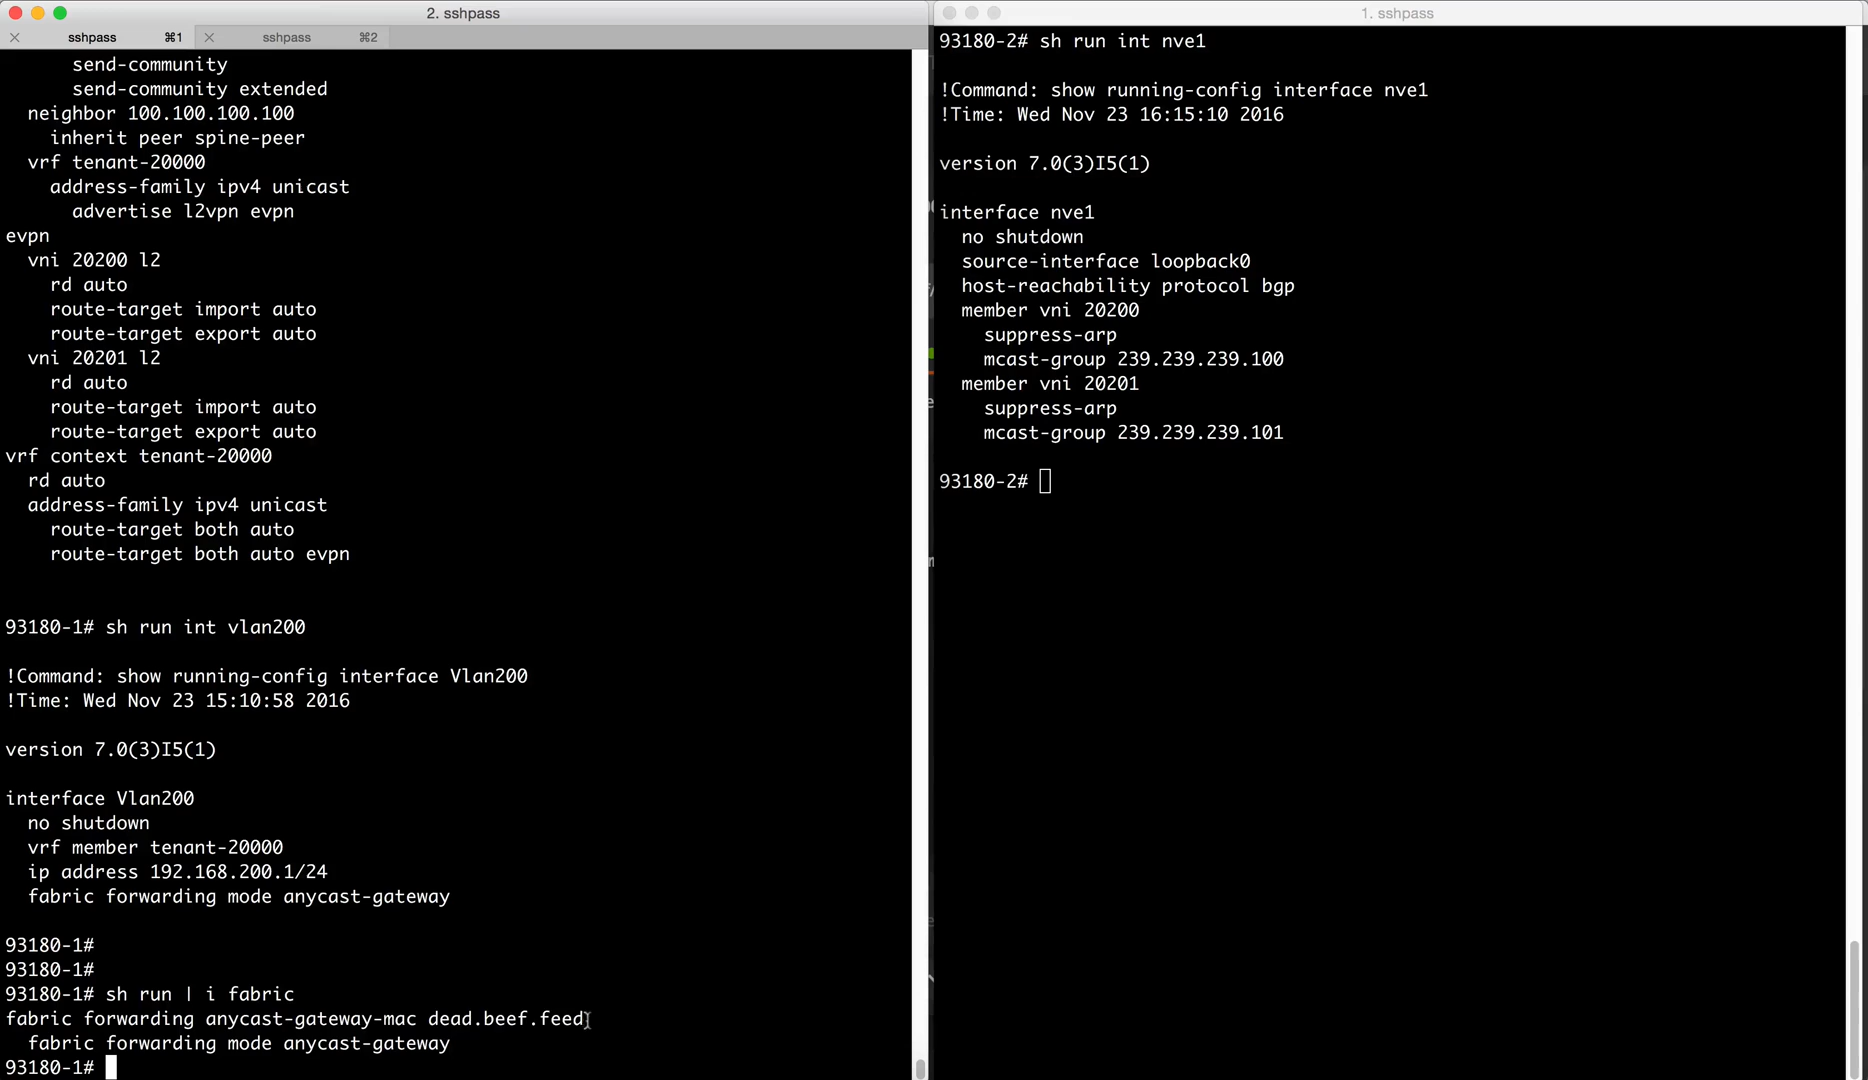 2. sshpass
sshpass ⌘1 sshpass ⌘2
send-community
send-community extended
neighbor 100.100.100.100
inherit peer spine-peer
vrf tenant-20000
address-family ipv4 unicast
advertise l2vpn evpn
evpn
vni 20200 l2
rd auto
route-target import auto
route-target export auto
vni 20201 l2
rd auto
route-target import auto
route-target export auto
vrf context tenant-20000
rd auto
address-family ipv4 unicast
route-target both auto
route-target both auto evpn
93180-1# sh run int vlan200
!Command: show running-config interface Vlan200
!Time: Wed Nov 23 15:10:58 2016
version 7.0(3)I5(1)
interface Vlan200
no shutdown
vrf member tenant-20000
ip address 192.168.200.1/24
fabric forwarding mode anycast-gateway
93180-1#
93180-1#
93180-1# sh run | i fabric
fabric forwarding anycast-gateway-mac dead.beef.feed
fabric forwarding mode anycast-gateway
93180-1#
1. sshpass
93180-2# sh run int nve1
!Command: show running-config interface nve1
!Time: Wed Nov 23 16:15:10 2016
version 7.0(3)I5(1)
interface nve1
no shutdown
source-interface loopback0
host-reachability protocol bgp
member vni 20200
suppress-arp
mcast-group 239.239.239.100
member vni 20201
suppress-arp
mcast-group 239.239.239.101
93180-2#